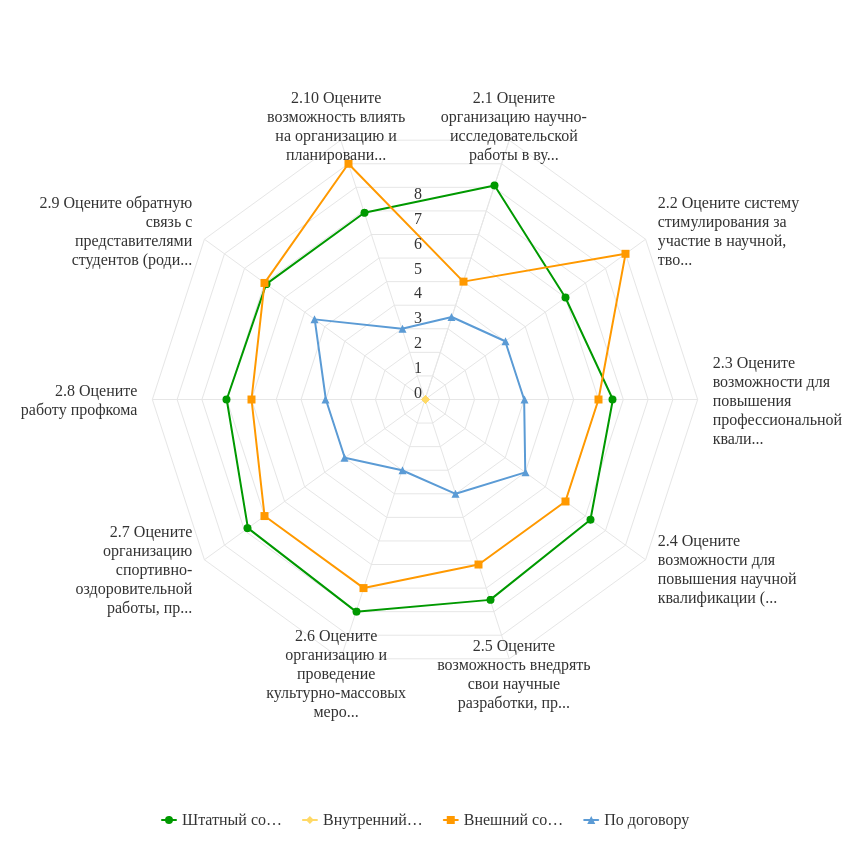 2.10 Оцените
возможность влиять
на организацию и
планировани...
2.1 Оцените
организацию научно-
исследовательской
работы в ву...
2.9 Оцените обратную
связь с
представителями
студентов (роди...
2.2 Оцените систему
стимулирования за
участие в научной,
тво...
8
7
6
5
4
3
2
1
0
2.8 Оцените
работу профкома
2.3 Оцените
возможности для
повышения
профессиональной
квали...
2.7 Оцените
организацию
спортивно-
оздоровительной
работы, пр...
2.4 Оцените
возможности для
повышения научной
квалификации (...
2.6 Оцените
организацию и
проведение
культурно-массовых
меро...
2.5 Оцените
возможность внедрять
свои научные
разработки, пр...
Штатный со… Внутренний… Внешний со… По договору